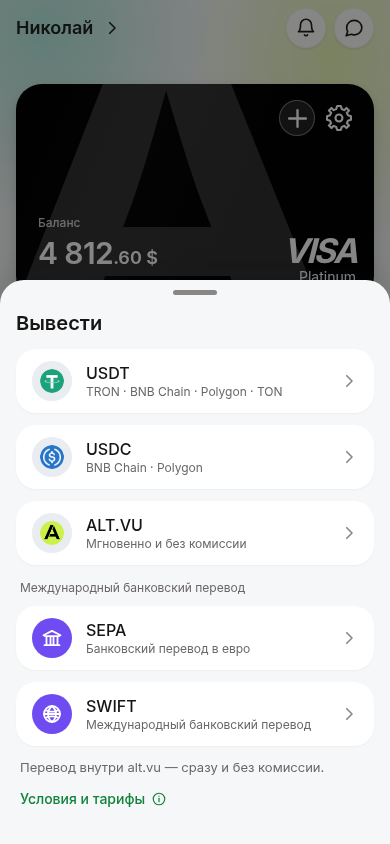 Николай
Баланс
4 812.60 $
VISA
Platinum
Вывести
USDT
TRON · BNB Chain · Polygon · TON
USDC
BNB Chain · Polygon
ALT.VU
Мгновенно и без комиссии
Международный банковский перевод
SEPA
Банковский перевод в евро
SWIFT
Международный банковский перевод
Перевод внутри alt.vu — сразу и без комиссии.
Условия и тарифы